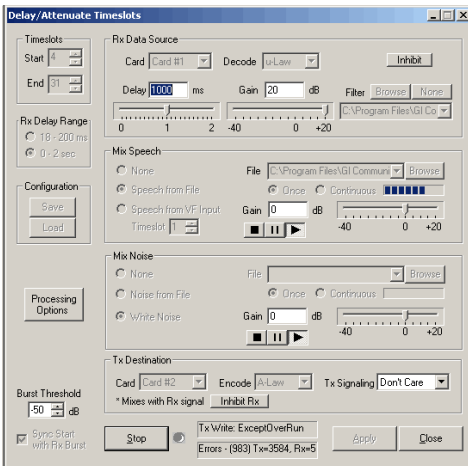 Delay/Attenuate Timeslots
Timeslots
Start 4
End 31
Rx Delay Range
18 - 200 ms
0 - 2 sec
Configuration
Save
Load
Processing
Options
Burst Threshold
-50 dB
Sync Start
with Rx Burst
Rx Data Source
Card Card #1 Decode u-Law Inhibit
Delay 1000 ms Gain 20 dB Filter Browse None
C:\Program Files\GI Co
0 1 2 -40 0 +20
Mix Speech
None File C:\Program Files\GI Communi Browse
Speech from File Once Continuous
Speech from VF Input Gain 0 dB
Timeslot 1 -40 0 +20
Mix Noise
None File Browse
Noise from File Once Continuous
White Noise Gain 0 dB
-40 0 +20
Tx Destination
Card Card #2 Encode A-Law Tx Signaling Don't Care
* Mixes with Rx signal Inhibit Rx
Stop Tx Write: ExceptOverRun Apply Close
Errors - (983) Tx=3584, Rx=5